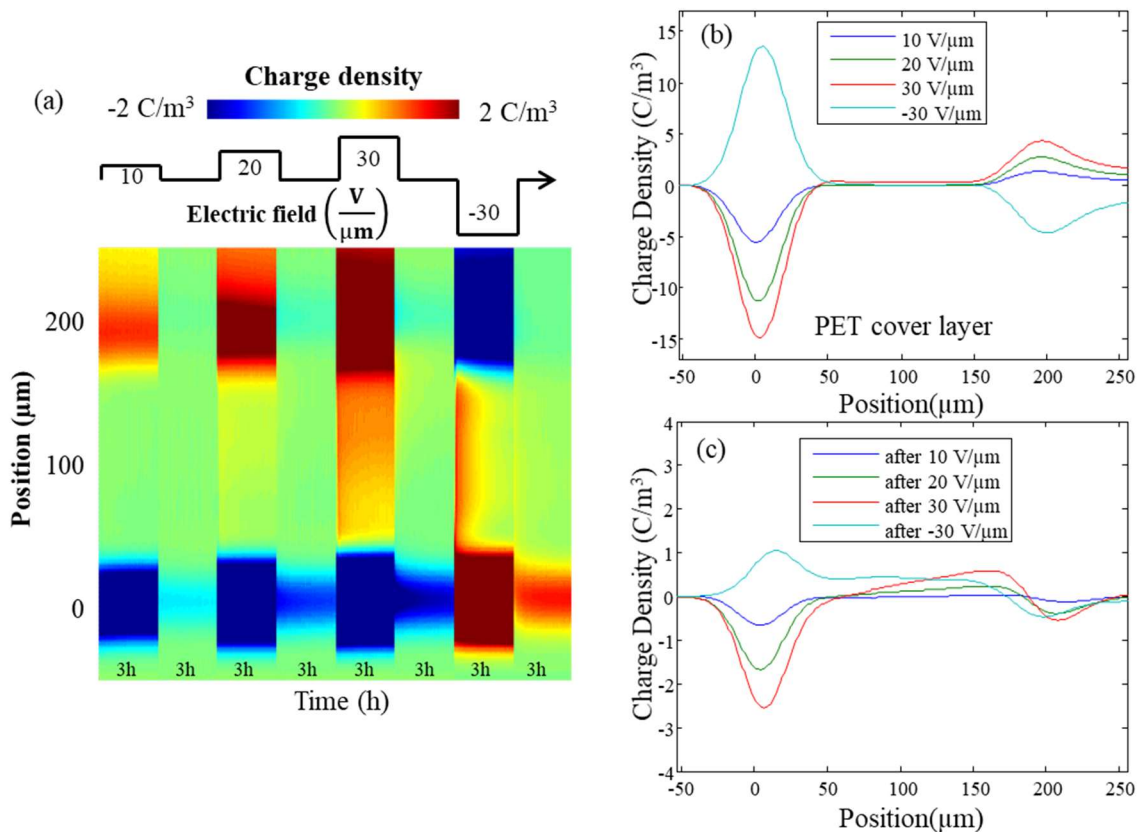 (a)
Charge density
-2 C/m³
2 C/m³
10
20
30
-30
Electric field (V/μm)
Position (μm)
200
100
0
3h 3h 3h 3h 3h 3h 3h 3h
Time (h)
(b)
10 V/μm
20 V/μm
30 V/μm
-30 V/μm
Charge Density (C/m³)
15
10
5
0
-5
-10
-15
PET cover layer
-50 0 50 100 150 200 250
Position(μm)
(c)
after 10 V/μm
after 20 V/μm
after 30 V/μm
after -30 V/μm
Charge Density (C/m³)
4
3
2
1
0
-1
-2
-3
-4
-50 0 50 100 150 200 250
Position(μm)